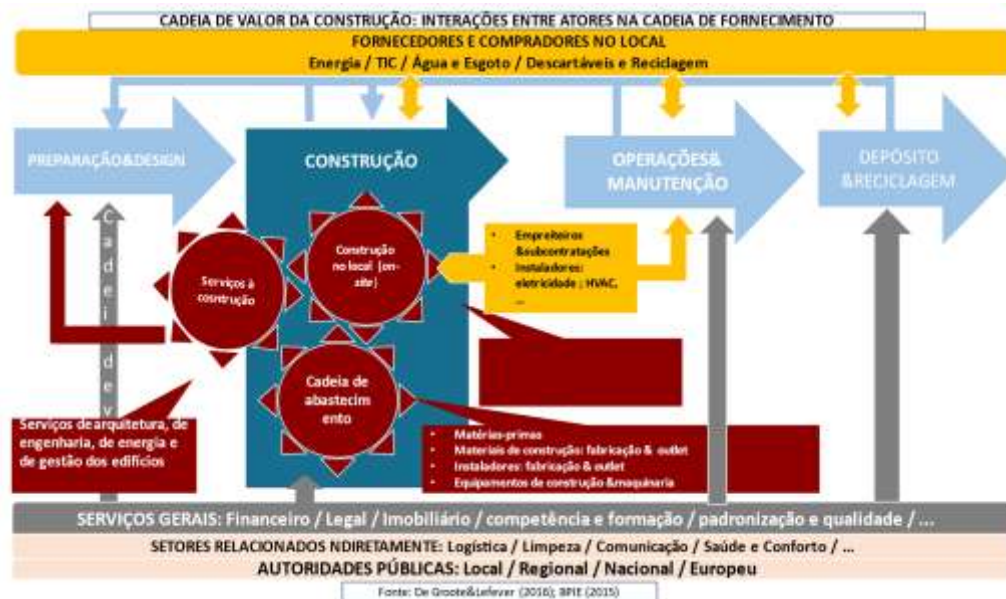 CADEIA DE VALOR DA CONSTRUÇÃO: INTERAÇÕES ENTRE ATORES NA CADEIA DE FORNECIMENTO
FORNECEDORES E COMPRADORES NO LOCAL
Energia / TIC / Água e Esgoto / Descartáveis e Reciclagem
PREPARAÇÃO&DESIGN
CONSTRUÇÃO
OPERAÇÕES&
MANUTENÇÃO
DEPÓSITO
&RECICLAGEM
Cadei dev
Serviços à
cosntrução
Construção
no local (on-
site)
• Empreiteiros
&subcontratações
• Instaladores:
eletricidade ; HVAC,
...
Cadeia de
abastecim
ento
Serviços de arquitetura, de
engenharia, de energia e
de gestão dos edifícios
• Matérias-primas
• Materiais de construção: fabricação & outlet
• Instaladores: fabricação & outlet
• Equipamentos de construção &maquinaria
SERVIÇOS GERAIS: Financeiro / Legal / Imobiliário / competência e formação / padronização e qualidade / ...
SETORES RELACIONADOS NDIRETAMENTE: Logística / Limpeza / Comunicação / Saúde e Conforto / ...
AUTORIDADES PÚBLICAS: Local / Regional / Nacional / Europeu
Fonte: De Groote&Lefever (2016); BPIE (2015)